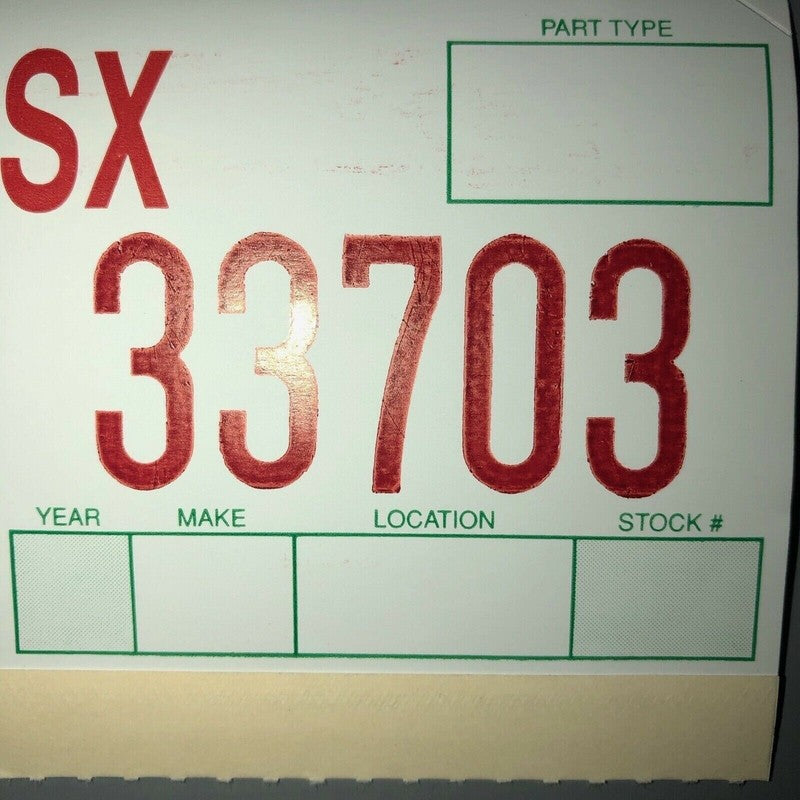 PART TYPE
SX
33703
YEAR MAKE LOCATION STOCK #